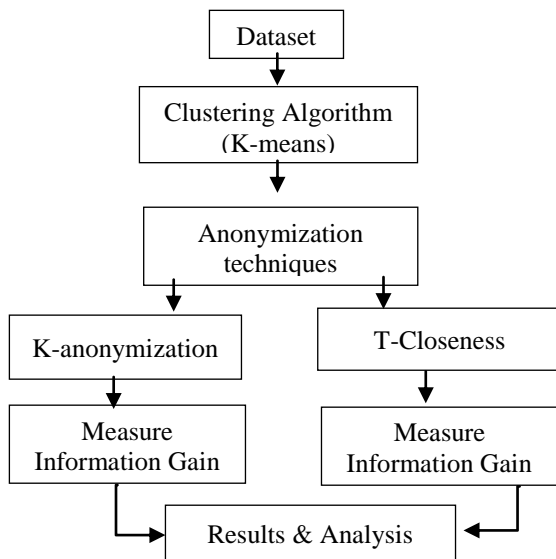 Dataset
Clustering Algorithm
(K-means)
Anonymization
techniques
K-anonymization
T-Closeness
Measure
Information Gain
Measure
Information Gain
Results & Analysis